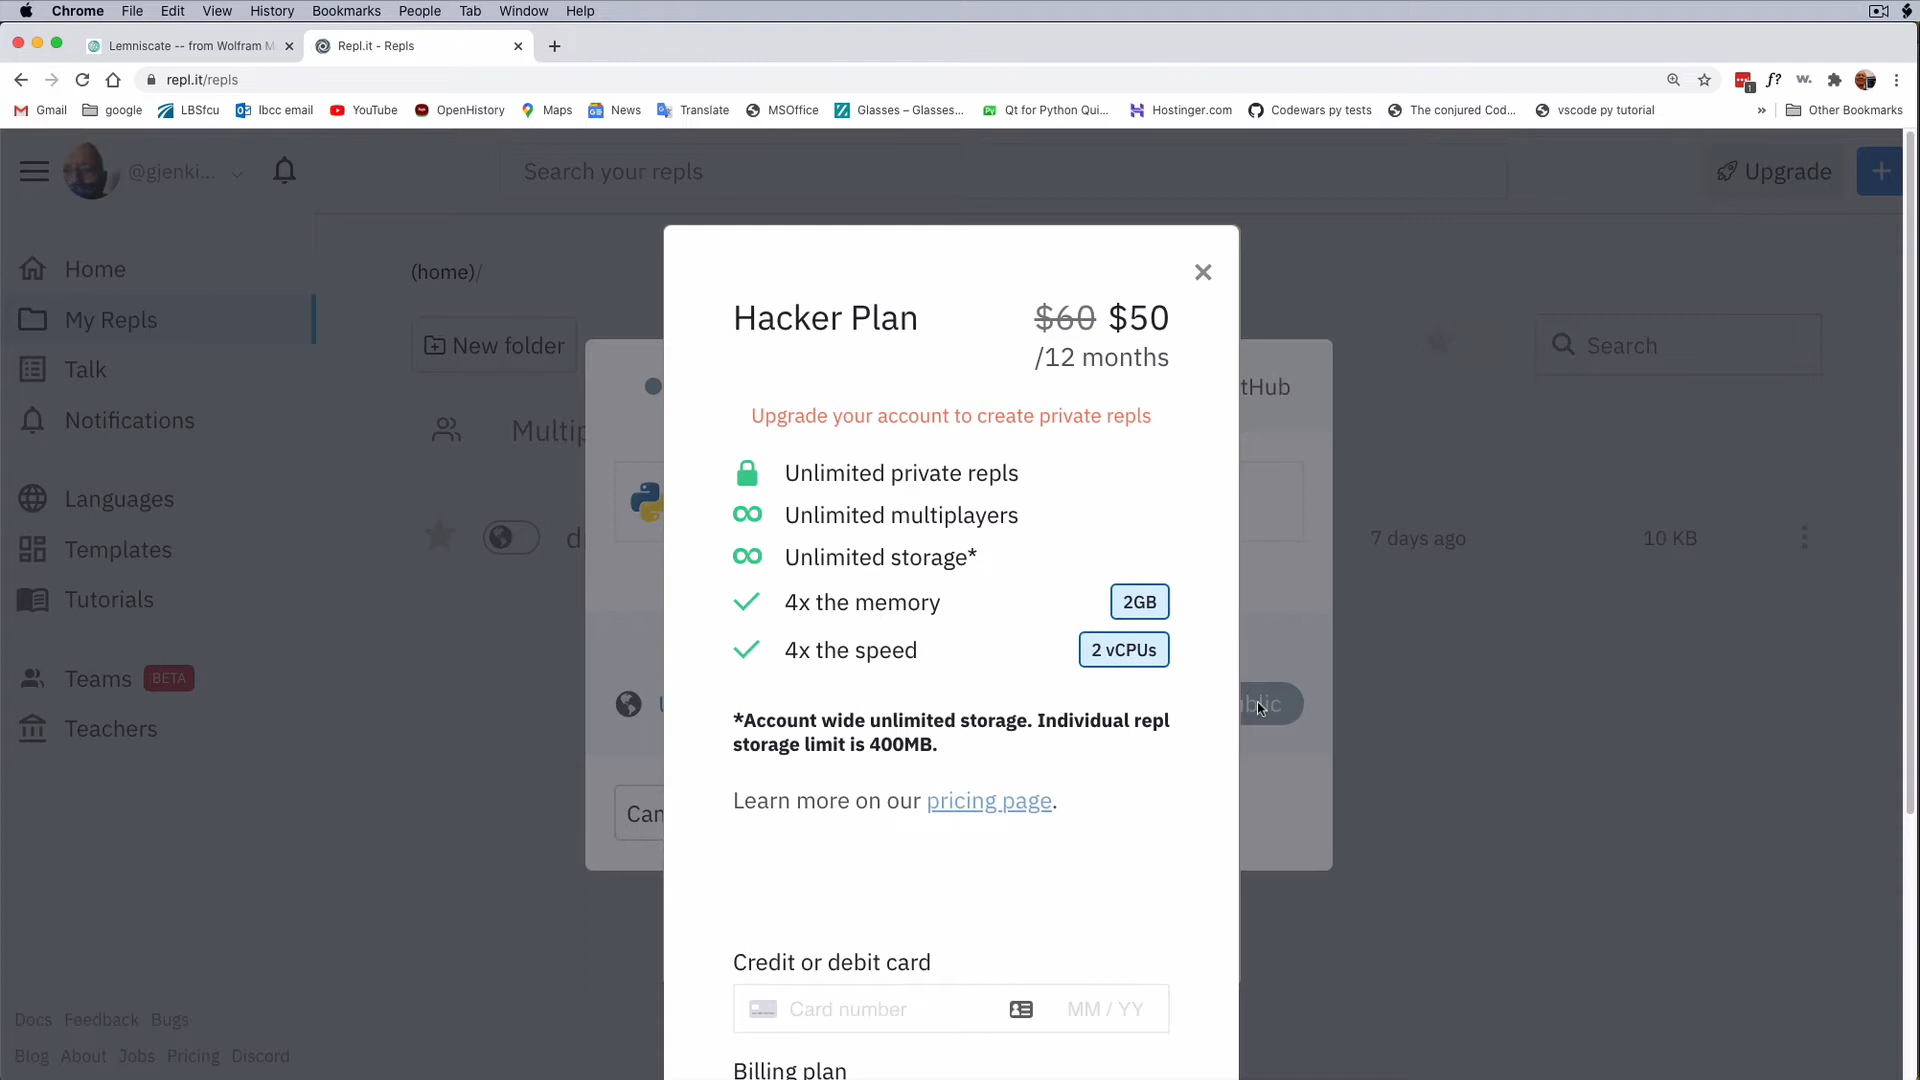 Chrome File Edit View History Bookmarks People Tab Window Help
Lemniscate -- from Wolfram M
Repl.it - Repls
repl.it/repls
f?
w.
1
Gmail google LBSfcu lbcc email YouTube OpenHistory Maps News Translate MSOffice Glasses – Glasses... Qt for Python Qui... Hostinger.com Codewars py tests The conjured Cod... vscode py tutorial » Other Bookmarks
@gjenki...
Search your repls
Upgrade
Home
My Repls
Talk
Notifications
Languages
Templates
Tutorials
Teams BETA
Teachers
Docs Feedback Bugs
Blog About Jobs Pricing Discord
(home)/
New folder
Search
Multip
tHub
d
7 days ago
10 KB
Can
Hacker Plan
$60 $50
/12 months
Upgrade your account to create private repls
Unlimited private repls
Unlimited multiplayers
Unlimited storage*
4x the memory 2GB
4x the speed 2 vCPUs
*Account wide unlimited storage. Individual repl
storage limit is 400MB.
Learn more on our pricing page.
Credit or debit card
Card number MM / YY
Billing plan